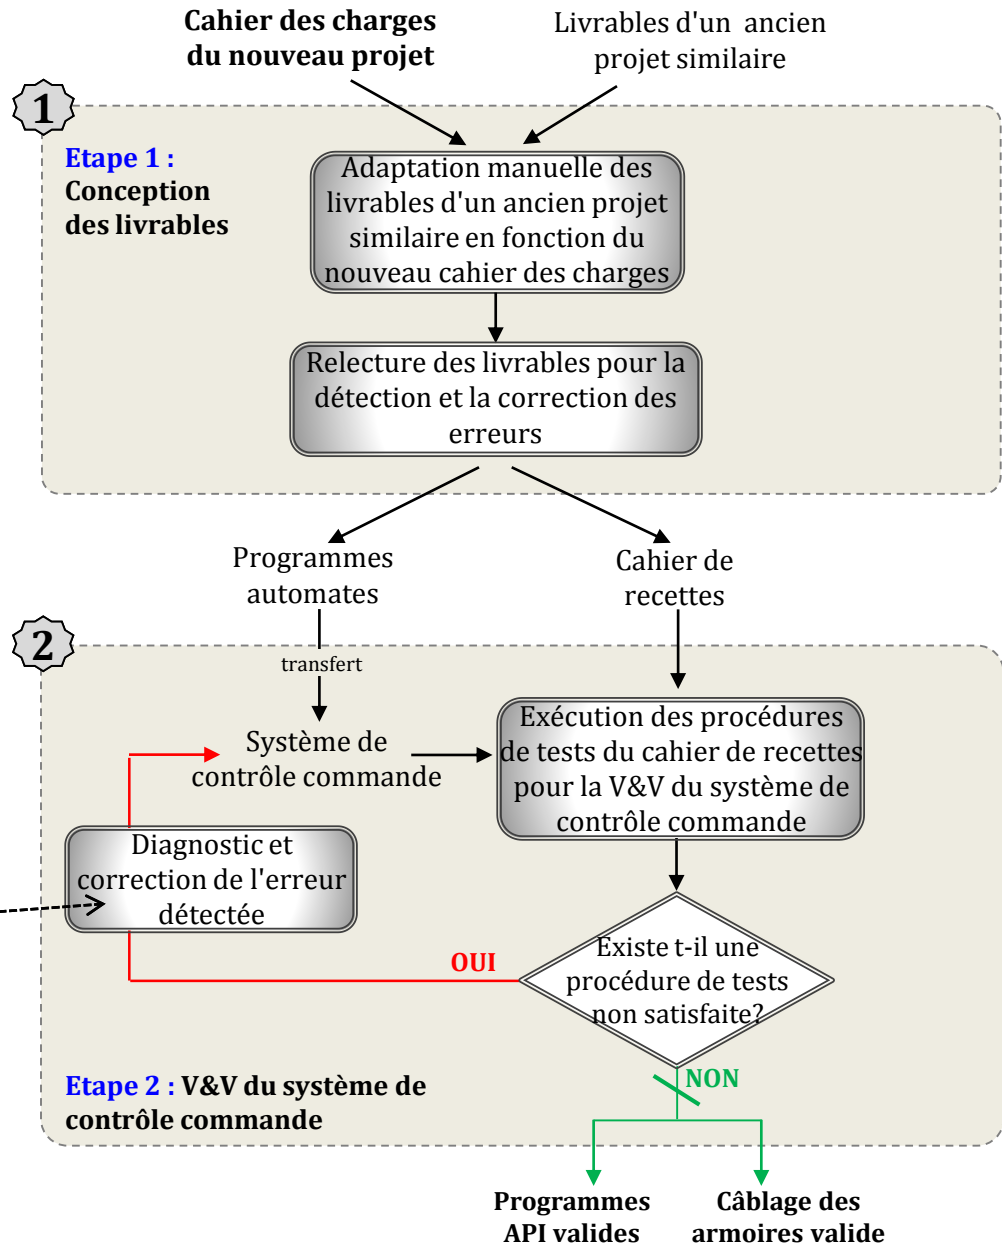 Cahier des charges
du nouveau projet
Livrables d'un ancien
projet similaire
1
Etape 1 :
Conception
des livrables
Adaptation manuelle des
livrables d'un ancien projet
similaire en fonction du
nouveau cahier des charges
Relecture des livrables pour la
détection et la correction des
erreurs
Programmes
automates
Cahier de
recettes
2
transfert
Système de
contrôle commande
Exécution des procédures
de tests du cahier de recettes
pour la V&V du système de
contrôle commande
Diagnostic et
correction de l'erreur
détectée
OUI
Existe t-il une
procédure de tests
non satisfaite?
NON
Etape 2 : V&V du système de
contrôle commande
Programmes
API valides
Câblage des
armoires valide